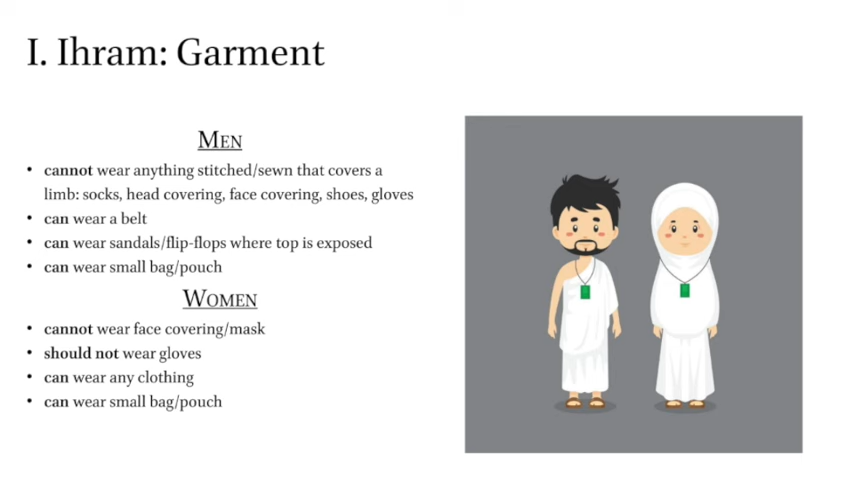 I. Ihram: Garment
MEN
• cannot wear anything stitched/sewn that covers a
limb: socks, head covering, face covering, shoes, gloves
• can wear a belt
• can wear sandals/flip-flops where top is exposed
• can wear small bag/pouch
WOMEN
• cannot wear face covering/mask
• should not wear gloves
• can wear any clothing
• can wear small bag/pouch